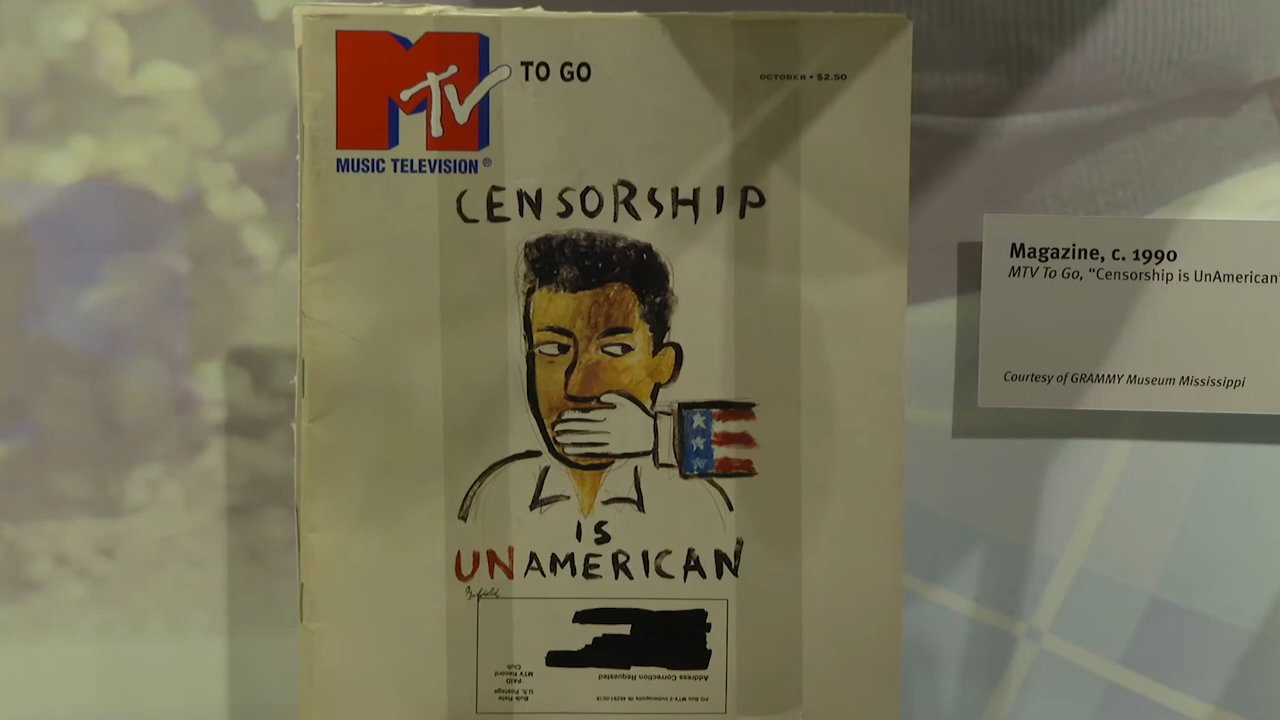 MTV TO GO
OCTOBER • $2.50
MUSIC TELEVISION®
CENSORSHIP
IS
UNAMERICAN
Address Correction Requested
Bulk Rate
U.S. Postage
PAID
MTV Record
Club
Magazine, c. 1990
MTV To Go, “Censorship is UnAmerican
Courtesy of GRAMMY Museum Mississippi